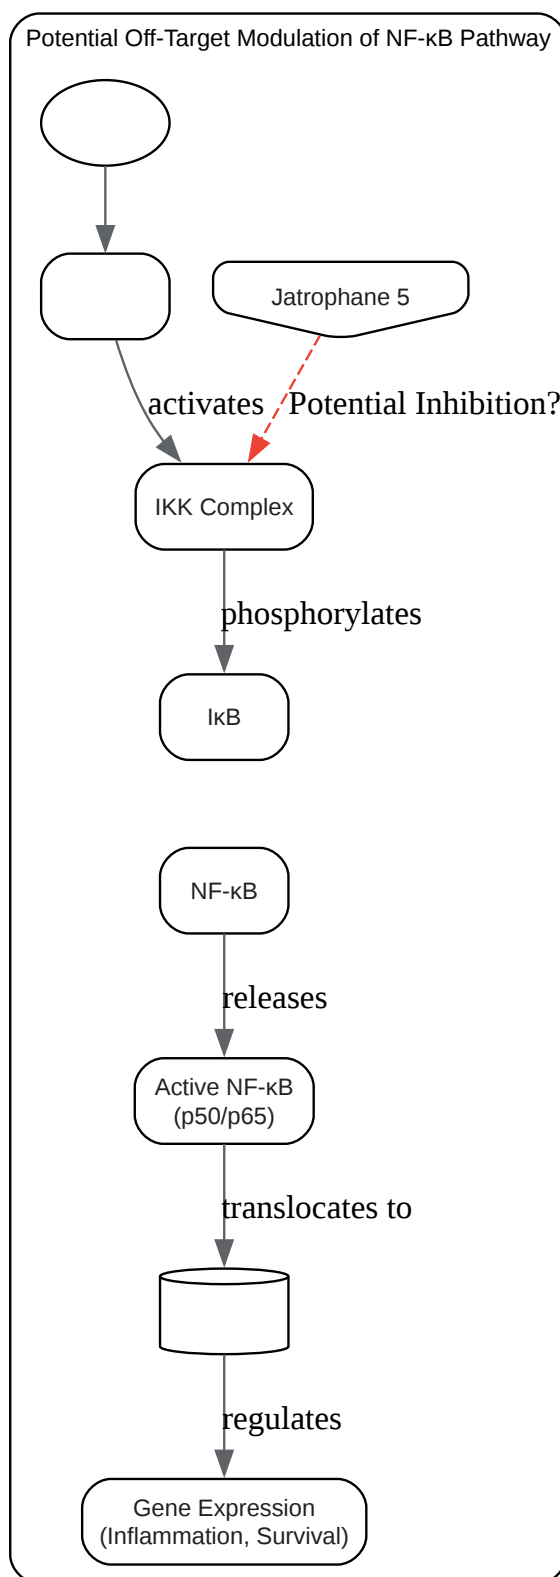 Potential Off-Target Modulation of NF-κB Pathway
Jatrophane 5
activates
Potential Inhibition?
IKK Complex
phosphorylates
IκB
NF-κB
releases
Active NF-κB
(p50/p65)
translocates to
regulates
Gene Expression
(Inflammation, Survival)